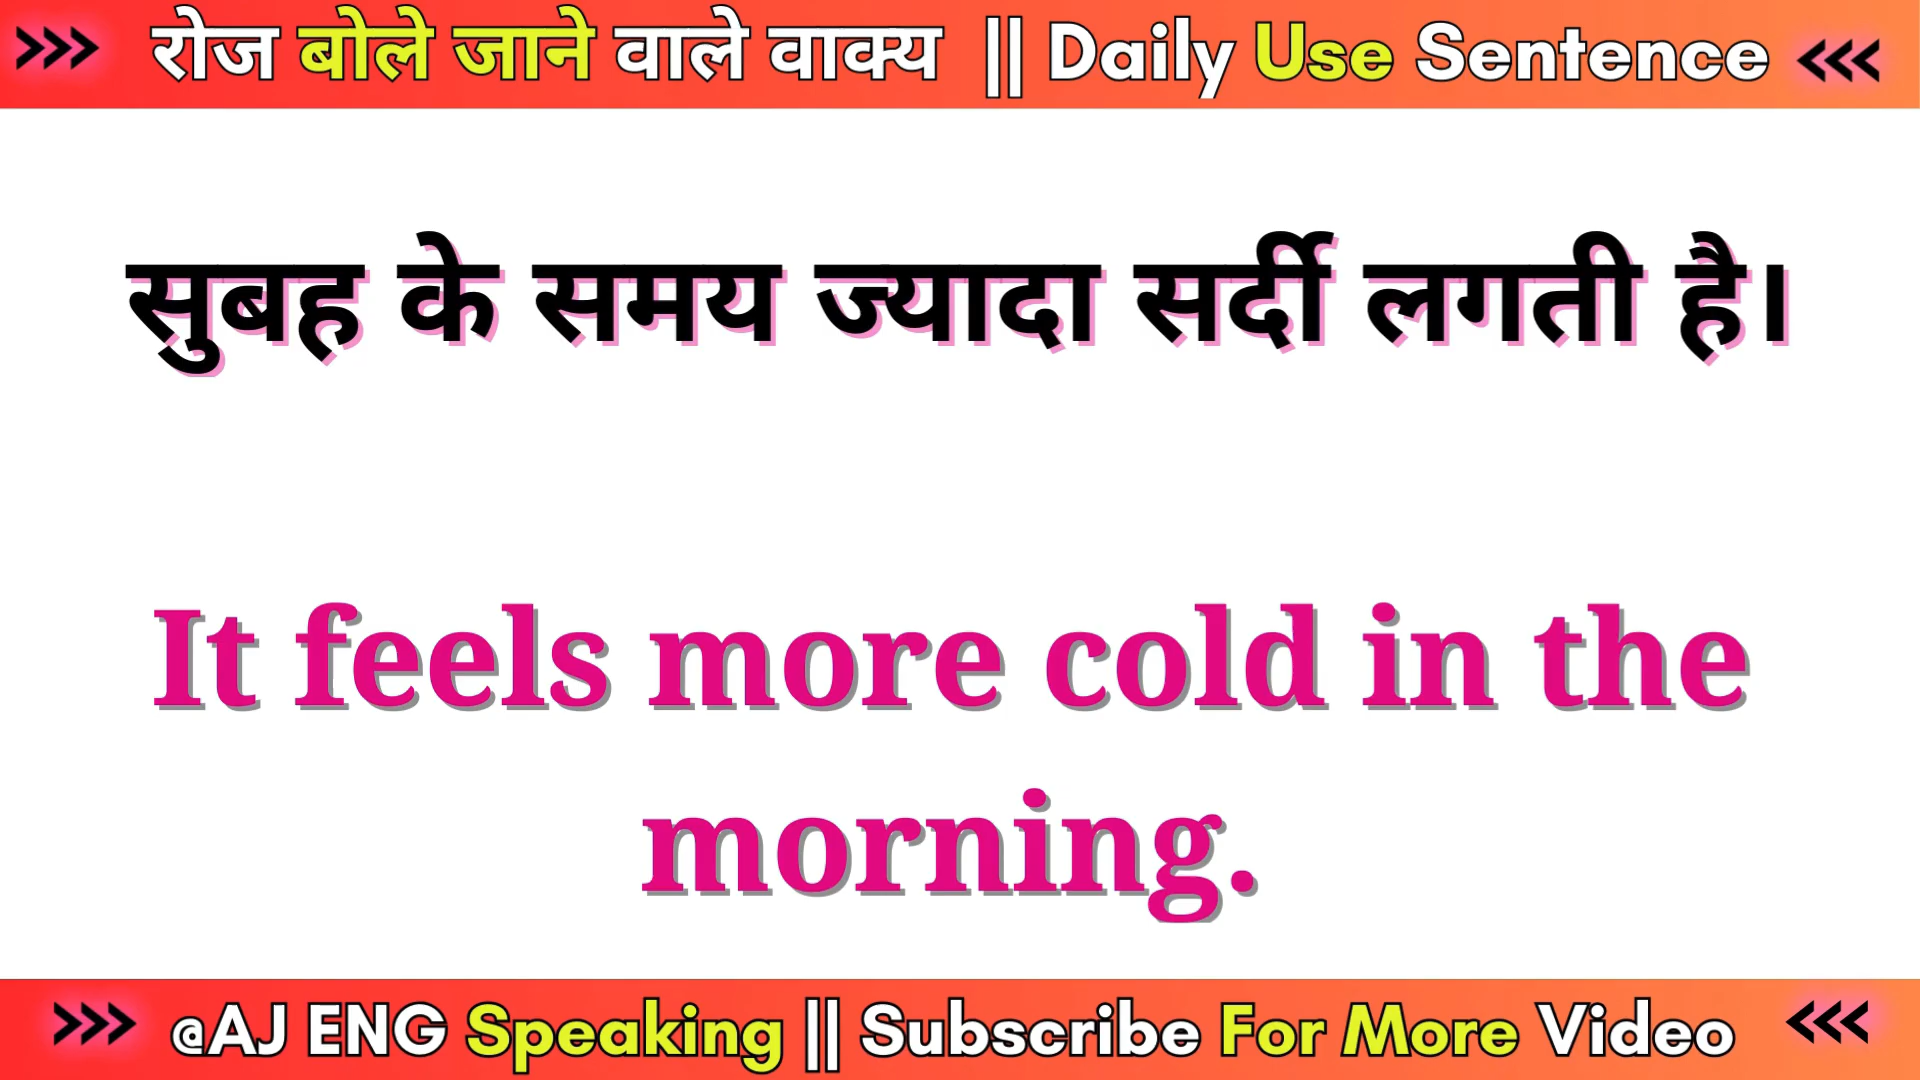 >>> रोज बोले जाने वाले वाक्य || Daily Use Sentence <<<
सुबह के समय ज्यादा सर्दी लगती है।
It feels more cold in the
morning.
>>> @AJ ENG Speaking || Subscribe For More Video <<<